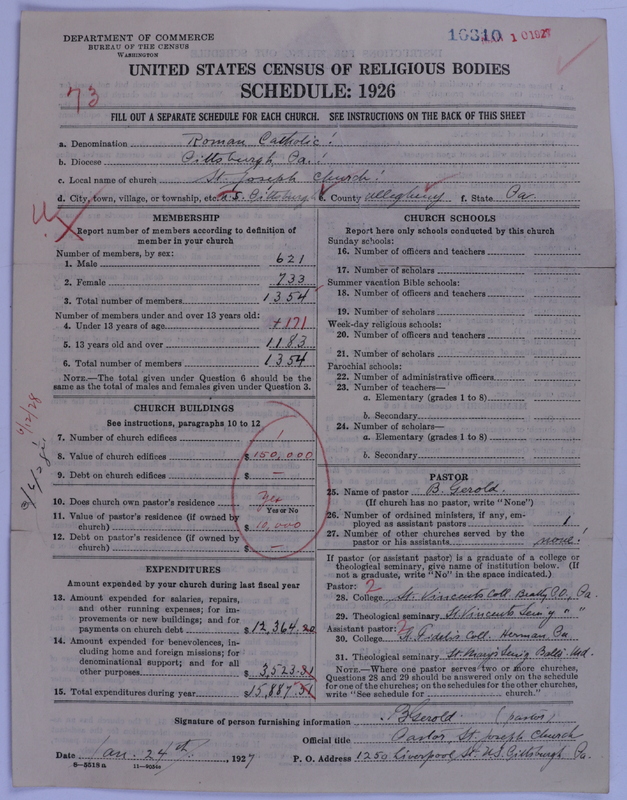 DEPARTMENT OF COMMERCE
BUREAU OF THE CENSUS
WASHINGTON
16310 MAR 10 1927
UNITED STATES CENSUS OF RELIGIOUS BODIES
SCHEDULE: 1926
73
FILL OUT A SEPARATE SCHEDULE FOR EACH CHURCH. SEE INSTRUCTIONS ON THE BACK OF THIS SHEET
a. Denomination Roman Catholic!
b. Diocese Pittsburgh Pa.!
c. Local name of church St. Joseph Church!
d. City, town, village, or township, etc. N.S. Pittsburg e. County Allegheny f. State Pa
MEMBERSHIP
Report number of members according to definition of member in your church
Number of members, by sex:
1. Male 621
2. Female 733
3. Total number of members 1354
Number of members under and over 13 years old:
4. Under 13 years of age +171
5. 13 years old and over 1183
6. Total number of members 1354
NOTE.—The total given under Question 6 should be the same as the total of males and females given under Question 3.
CHURCH BUILDINGS
See instructions, paragraphs 10 to 12
7. Number of church edifices 1
8. Value of church edifices $150,000
9. Debt on church edifices $ —
10. Does church own pastor's residence Yes
Yes or No
11. Value of pastor's residence (if owned by church) $ 10,000
12. Debt on pastor's residence (if owned by church) $ —
EXPENDITURES
Amount expended by your church during last fiscal year
13. Amount expended for salaries, repairs, and other running expenses; for improvements or new buildings; and for payments on church debt $12,364.20
14. Amount expended for benevolences, including home and foreign missions; for denominational support; and for all other purposes $ 3,523.21
15. Total expenditures during year $15,887
CHURCH SCHOOLS
Report here only schools conducted by this church
Sunday schools:
16. Number of officers and teachers
17. Number of scholars
Summer vacation Bible schools:
18. Number of officers and teachers
19. Number of scholars
Week-day religious schools:
20. Number of officers and teachers
21. Number of scholars
Parochial schools:
22. Number of administrative officers
23. Number of teachers—
a. Elementary (grades 1 to 8)
b. Secondary
24. Number of scholars—
a. Elementary (grades 1 to 8)
b. Secondary
PASTOR
25. Name of pastor B. Gerold
(If church has no pastor, write "None")
26. Number of ordained ministers, if any, employed as assistant pastors 1
27. Number of other churches served by the pastor or his assistants none!
If pastor (or assistant pastor) is a graduate of a college or theological seminary, give name of institution below. (If not a graduate, write "No" in the space indicated.)
Pastor: 2
28. College St. Vincents Coll. Beatty P.O., Pa.
29. Theological seminary St Vincents Sem'y " "
Assistant pastor: 2
30. College St. Fidelis Coll. Herman Pa.
31. Theological seminary St. Mary's Sem'y Balto. Md.
NOTE.—Where one pastor serves two or more churches, Questions 28 and 29 should be answered only on the schedule for one of the churches; on the schedules for the other churches, write "See schedule for church."
Signature of person furnishing information B Gerold (pastor)
Official title Pastor St. Joseph Church
Date Jan. 24th, 1927 P. O. Address 1250 Liverpool St. N.S. Pittsburgh Pa.
8—5518a 11—9034a